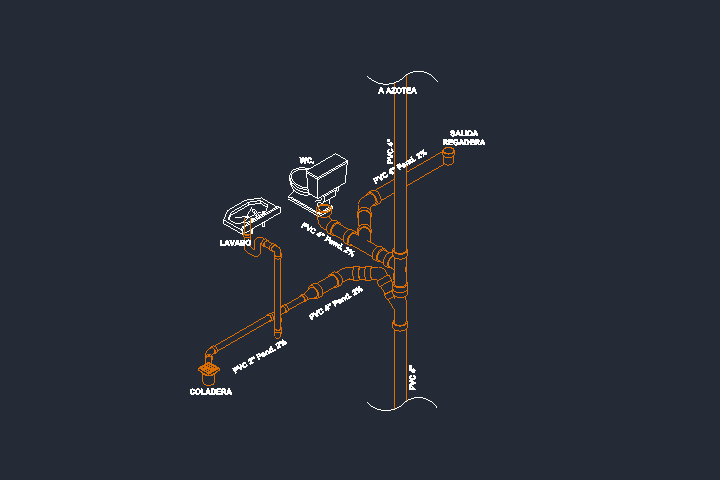 A AZOTEA
SALIDA
REGADERA
PVC 4"
PVC 4" Pend. 2%
WC.
PVC 4" Pend. 2%
LAVABO
PVC 4" Pend. 2%
PVC 2" Pend. 2%
PVC 4"
COLADERA